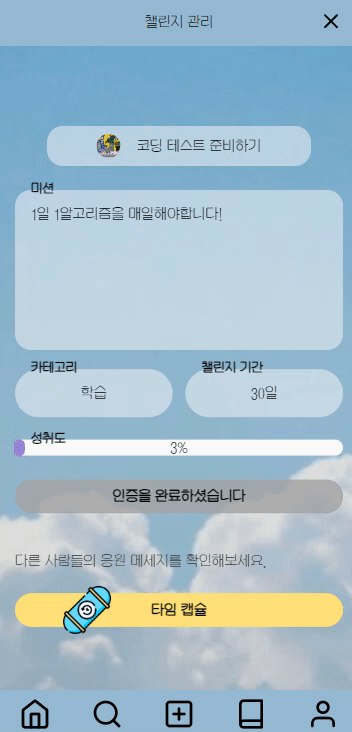 챌린지 관리
코딩 테스트 준비하기
미션
1일 1알고리즘을 매일해야합니다!
카테고리
챌린지 기간
학습
30일
성취도
3%
인증을 완료하셨습니다
다른 사람들의 응원 메세지를 확인해보세요.
타임 캡슐